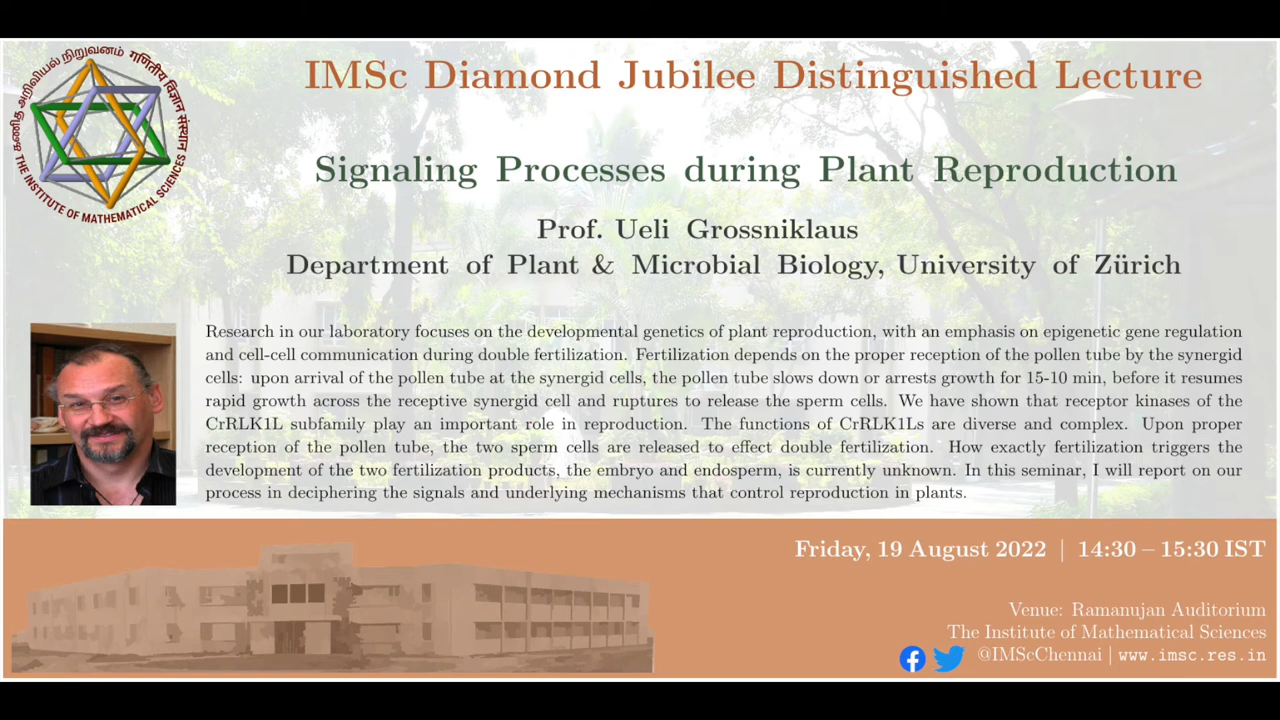 கணித அறிவியல் நிறுவனம்
गणितीय विज्ञान संस्थान
THE INSTITUTE OF MATHEMATICAL SCIENCES
IMSc Diamond Jubilee Distinguished Lecture
Signaling Processes during Plant Reproduction
Prof. Ueli Grossniklaus
Department of Plant & Microbial Biology, University of Zürich
Research in our laboratory focuses on the developmental genetics of plant reproduction, with an emphasis on epigenetic gene regulation
and cell-cell communication during double fertilization. Fertilization depends on the proper reception of the pollen tube by the synergid
cells: upon arrival of the pollen tube at the synergid cells, the pollen tube slows down or arrests growth for 15-10 min, before it resumes
rapid growth across the receptive synergid cell and ruptures to release the sperm cells. We have shown that receptor kinases of the
CrRLK1L subfamily play an important role in reproduction. The functions of CrRLK1Ls are diverse and complex. Upon proper
reception of the pollen tube, the two sperm cells are released to effect double fertilization. How exactly fertilization triggers the
development of the two fertilization products, the embryo and endosperm, is currently unknown. In this seminar, I will report on our
process in deciphering the signals and underlying mechanisms that control reproduction in plants.
Friday, 19 August 2022 | 14:30 – 15:30 IST
Venue: Ramanujan Auditorium
The Institute of Mathematical Sciences
@IMScChennai | www.imsc.res.in